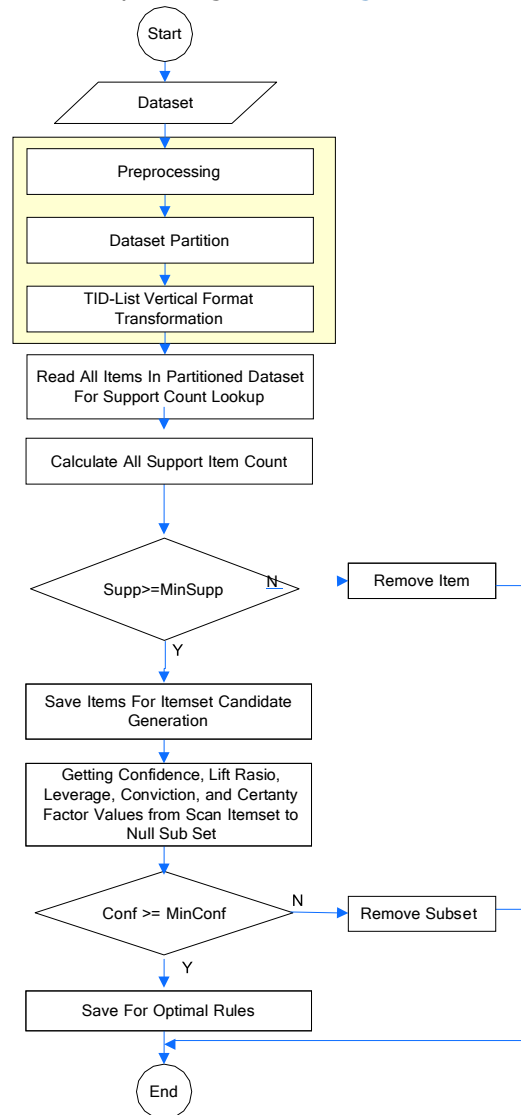 Start
Dataset
Preprocessing
Dataset Partition
TID-List Vertical Format
Transformation
Read All Items In Partitioned Dataset
For Support Count Lookup
Calculate All Support Item Count
Supp>=MinSupp
N
Remove Item
Y
Save Items For Itemset Candidate
Generation
Getting Confidence, Lift Rasio,
Leverage, Conviction, and Certanty
Factor Values from Scan Itemset to
Null Sub Set
Conf >= MinConf
N
Remove Subset
Y
Save For Optimal Rules
End